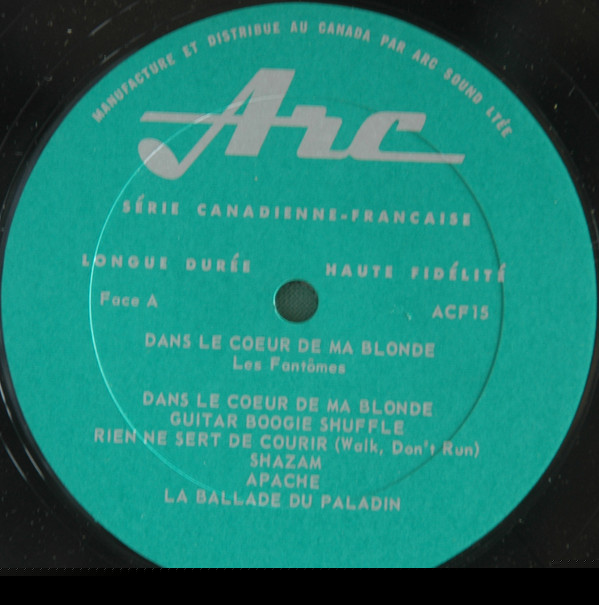 MANUFACTURE ET DISTRIBUE AU CANADA PAR ARC SOUND LTÉE
Arc
SÉRIE CANADIENNE-FRANCAISE
LONGUE DURÉE HAUTE FIDÉLITÉ
Face A ACF15
DANS LE COEUR DE MA BLONDE
Les Fantômes
DANS LE COEUR DE MA BLONDE
GUITAR BOOGIE SHUFFLE
RIEN NE SERT DE COURIR (Walk, Don't Run)
SHAZAM
APACHE
LA BALLADE DU PALADIN